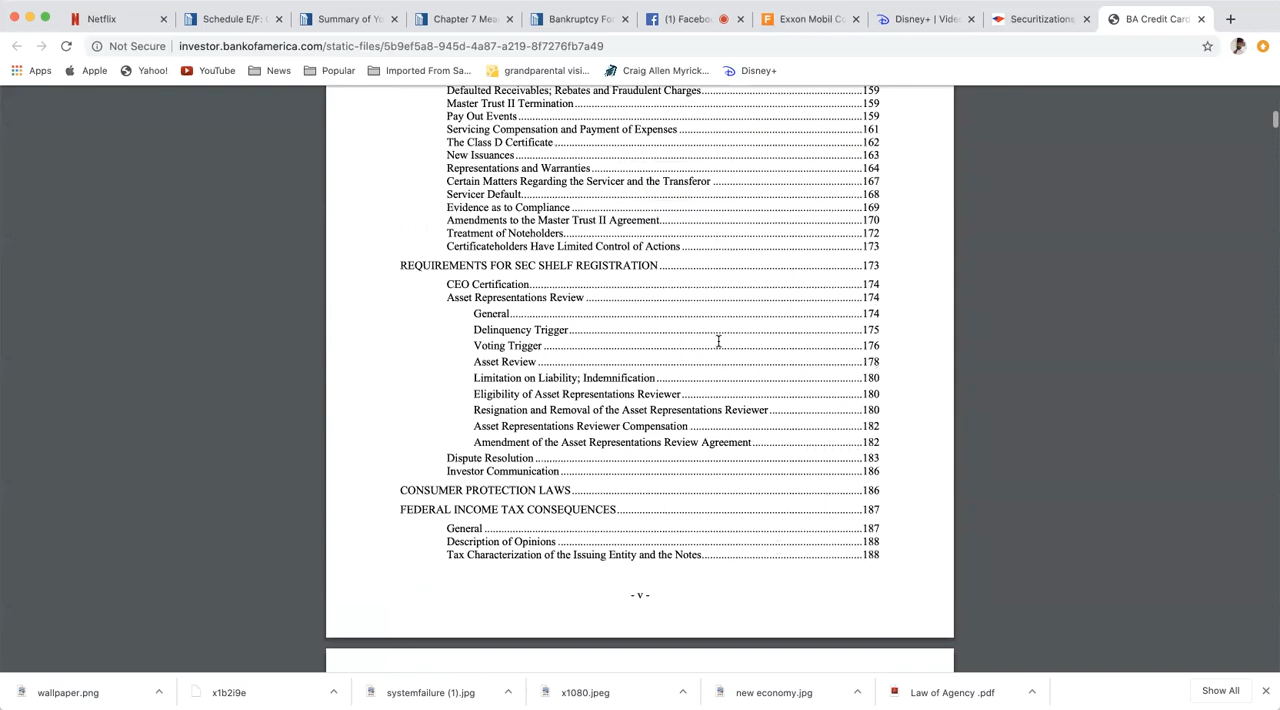 Netflix
Schedule E/F: C
Summary of Yo
Chapter 7 Mea
Bankruptcy For
(1) Facebo
Exxon Mobil Co
Disney+ | Vide
Securitizations
BA Credit Card
Not Secure | investor.bankofamerica.com/static-files/5b9ef5a8-945d-4a87-a219-8f7276fb7a49
Apps
Apple
Yahoo!
YouTube
News
Popular
Imported From Sa...
grandparental visi...
Craig Allen Myrick...
Disney+
Defaulted Receivables; Rebates and Fraudulent Charges 159
Master Trust II Termination 159
Pay Out Events 159
Servicing Compensation and Payment of Expenses 161
The Class D Certificate 162
New Issuances 163
Representations and Warranties 164
Certain Matters Regarding the Servicer and the Transferor 167
Servicer Default 168
Evidence as to Compliance 169
Amendments to the Master Trust II Agreement 170
Treatment of Noteholders 172
Certificateholders Have Limited Control of Actions 173
REQUIREMENTS FOR SEC SHELF REGISTRATION 173
CEO Certification 174
Asset Representations Review 174
General 174
Delinquency Trigger 175
Voting Trigger 176
Asset Review 178
Limitation on Liability; Indemnification 180
Eligibility of Asset Representations Reviewer 180
Resignation and Removal of the Asset Representations Reviewer 180
Asset Representations Reviewer Compensation 182
Amendment of the Asset Representations Review Agreement 182
Dispute Resolution 183
Investor Communication 186
CONSUMER PROTECTION LAWS 186
FEDERAL INCOME TAX CONSEQUENCES 187
General 187
Description of Opinions 188
Tax Characterization of the Issuing Entity and the Notes 188
- v -
wallpaper.png
x1b2i9e
systemfailure (1).jpg
x1080.jpeg
new economy.jpg
Law of Agency .pdf
Show All